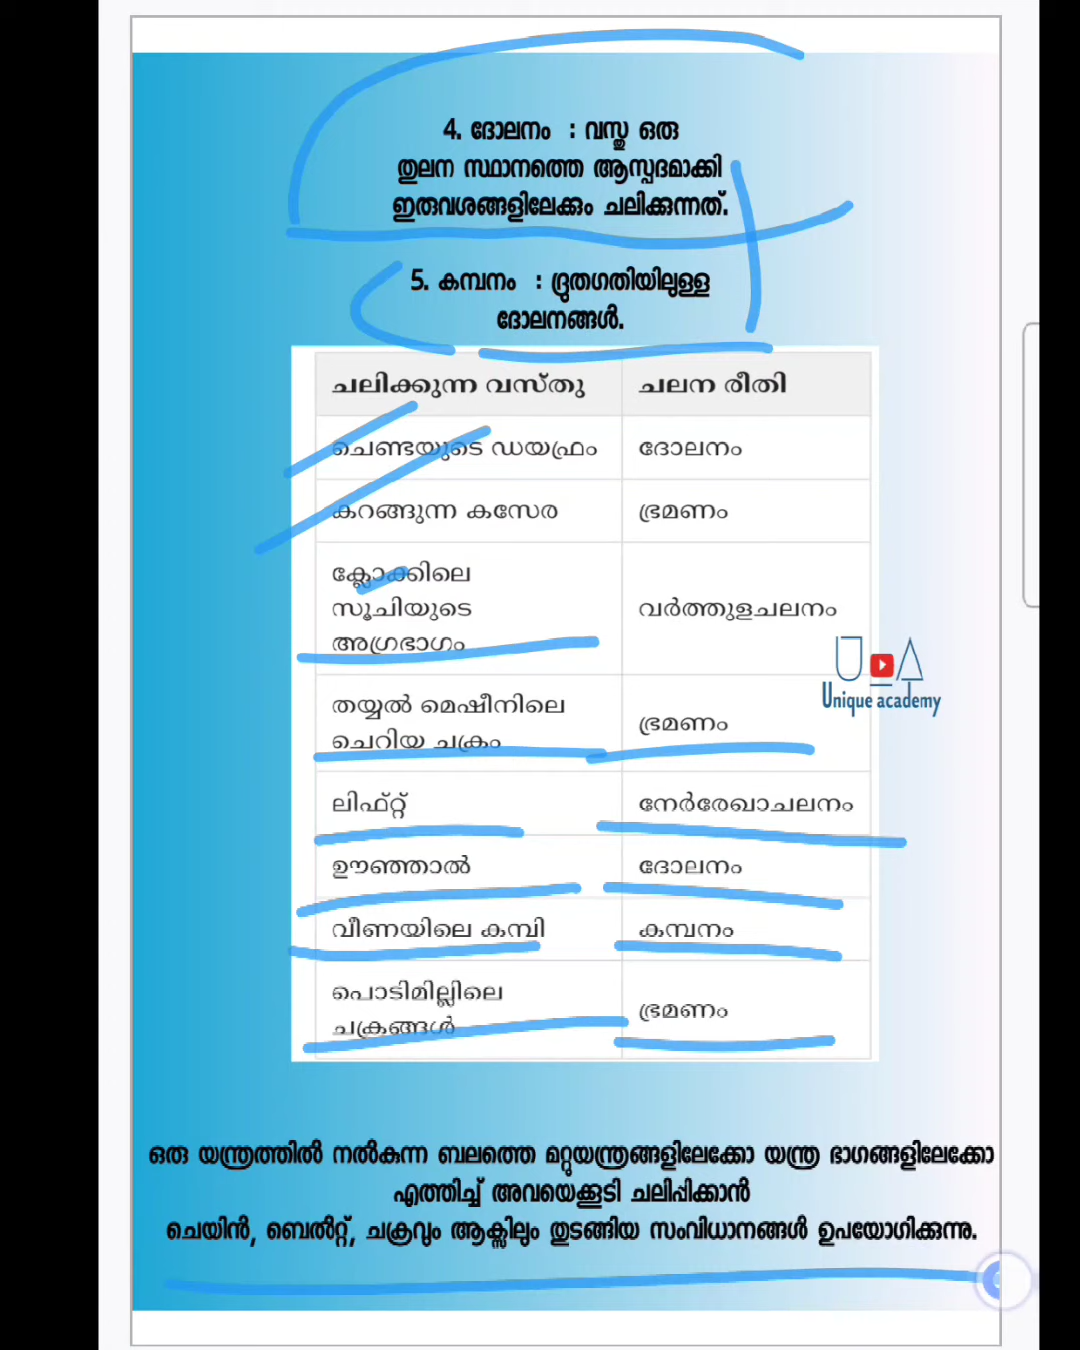 4. ദോലനം : വസ്തു ഒരു
തുലന സ്ഥാനത്തെ ആസ്പദമാക്കി
ഇരുവശങ്ങളിലേക്കും ചലിക്കുന്നത്.
5. കമ്പനം : ദ്രുതഗതിയിലുള്ള
ദോലനങ്ങൾ.
ചലിക്കുന്ന വസ്തു ചലന രീതി
ചെണ്ടയുടെ ഡയഫ്രം ദോലനം
കറങ്ങുന്ന കസേര ഭ്രമണം
ക്ലോക്കിലെ
സൂചിയുടെ വർത്തുളചലനം
അഗ്രഭാഗം
തയ്യൽ മെഷീനിലെ
ചെറിയ ചക്രം ഭ്രമണം
ലിഫ്റ്റ് നേർരേഖാചലനം
ഊഞ്ഞാൽ ദോലനം
വീണയിലെ കമ്പി കമ്പനം
പൊടിമില്ലിലെ
ചക്രങ്ങൾ ഭ്രമണം
Unique academy
ഒരു യന്ത്രത്തിൽ നൽകുന്ന ബലത്തെ മറ്റുയന്ത്രങ്ങളിലേക്കോ യന്ത്ര ഭാഗങ്ങളിലേക്കോ
എത്തിച്ച് അവയെക്കൂടി ചലിപ്പിക്കാൻ
ചെയിൻ, ബെൽറ്റ്, ചക്രവും ആക്സിലും തുടങ്ങിയ സംവിധാനങ്ങൾ ഉപയോഗിക്കുന്നു.